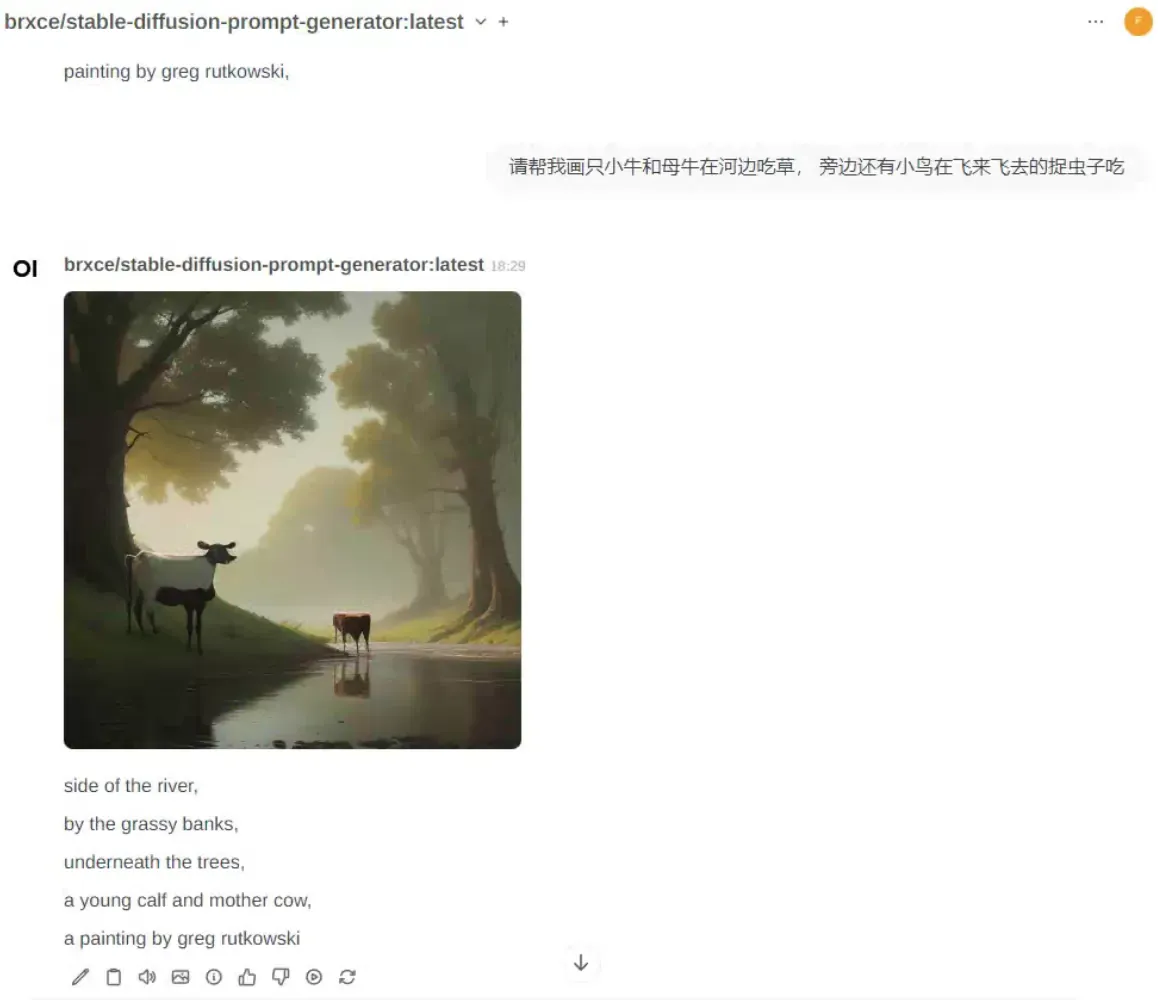 brxce/stable-diffusion-prompt-generator:latest
F
painting by greg rutkowski,
请帮我画只小牛和母牛在河边吃草， 旁边还有小鸟在飞来飞去的捉虫子吃
OI
brxce/stable-diffusion-prompt-generator:latest 18:29
side of the river,
by the grassy banks,
underneath the trees,
a young calf and mother cow,
a painting by greg rutkowski